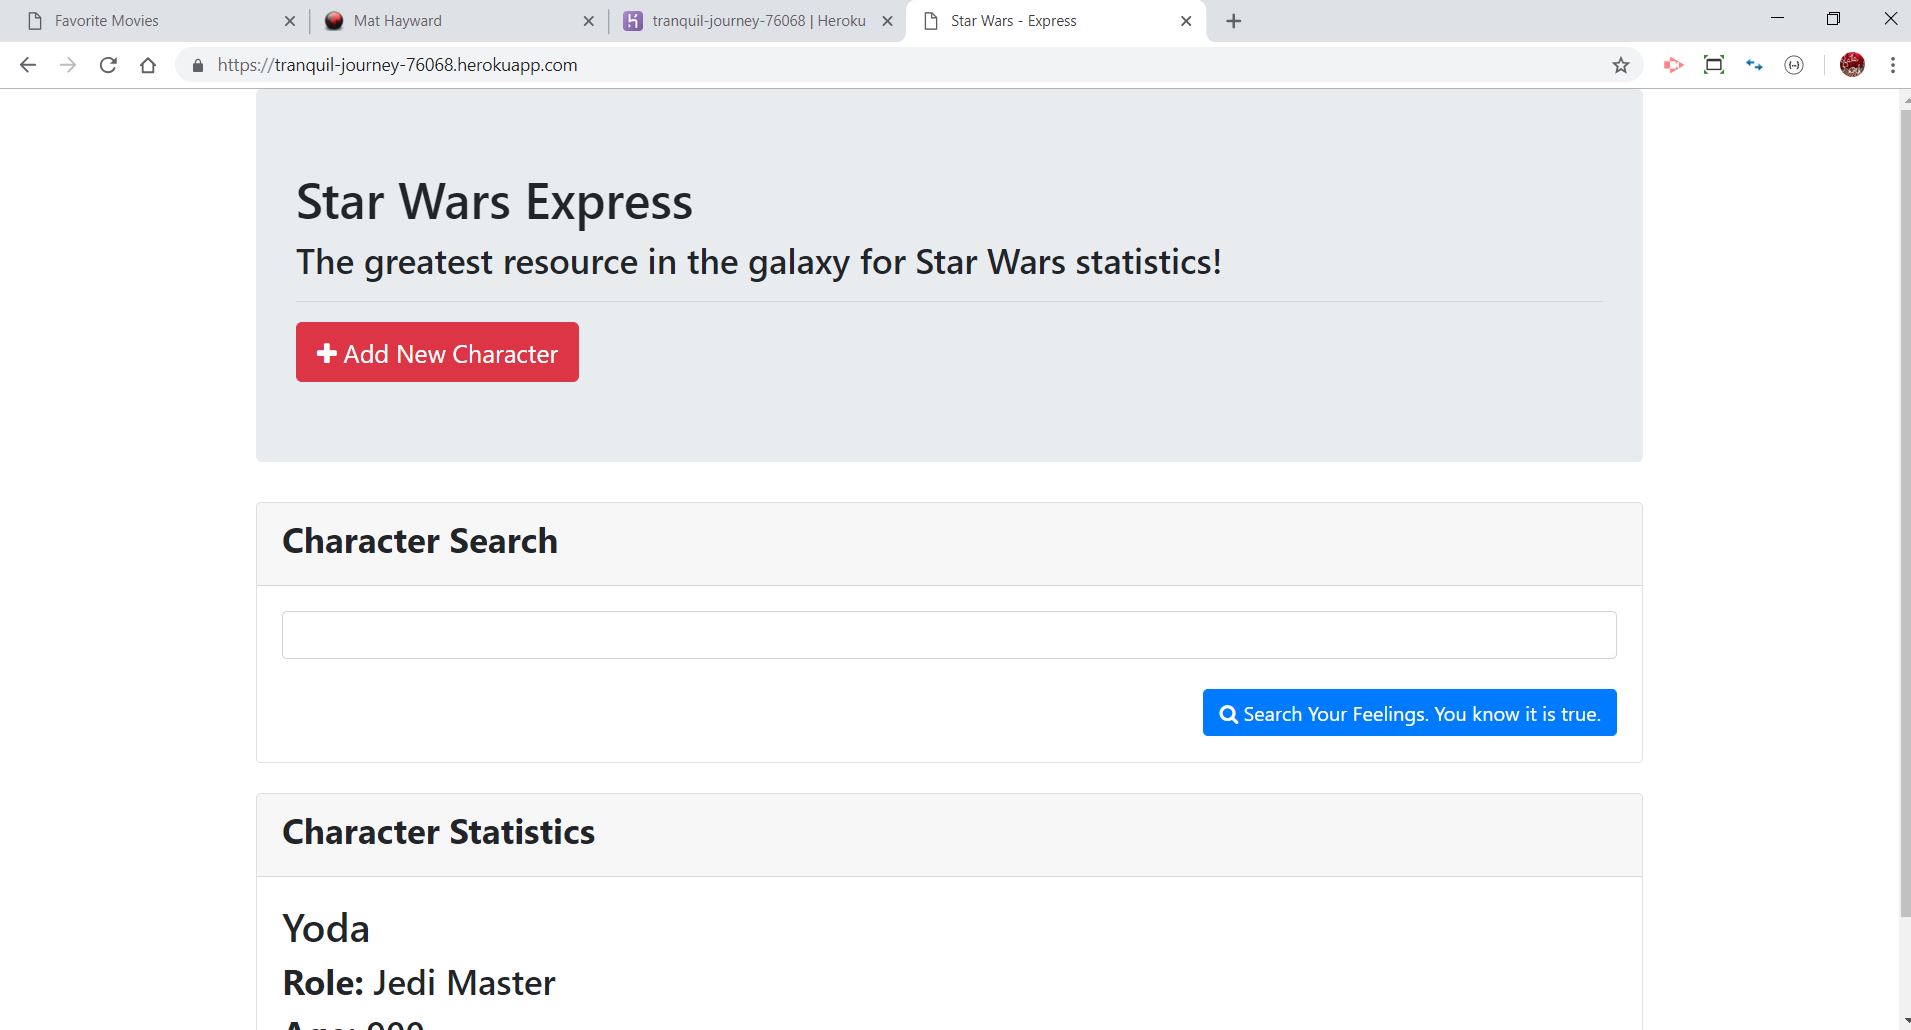 Favorite Movies
Mat Hayward
tranquil-journey-76068 | Heroku
Star Wars - Express
https://tranquil-journey-76068.herokuapp.com
Star Wars Express
The greatest resource in the galaxy for Star Wars statistics!
Add New Character
Character Search
Search Your Feelings. You know it is true.
Character Statistics
Yoda
Role: Jedi Master
Age: 900